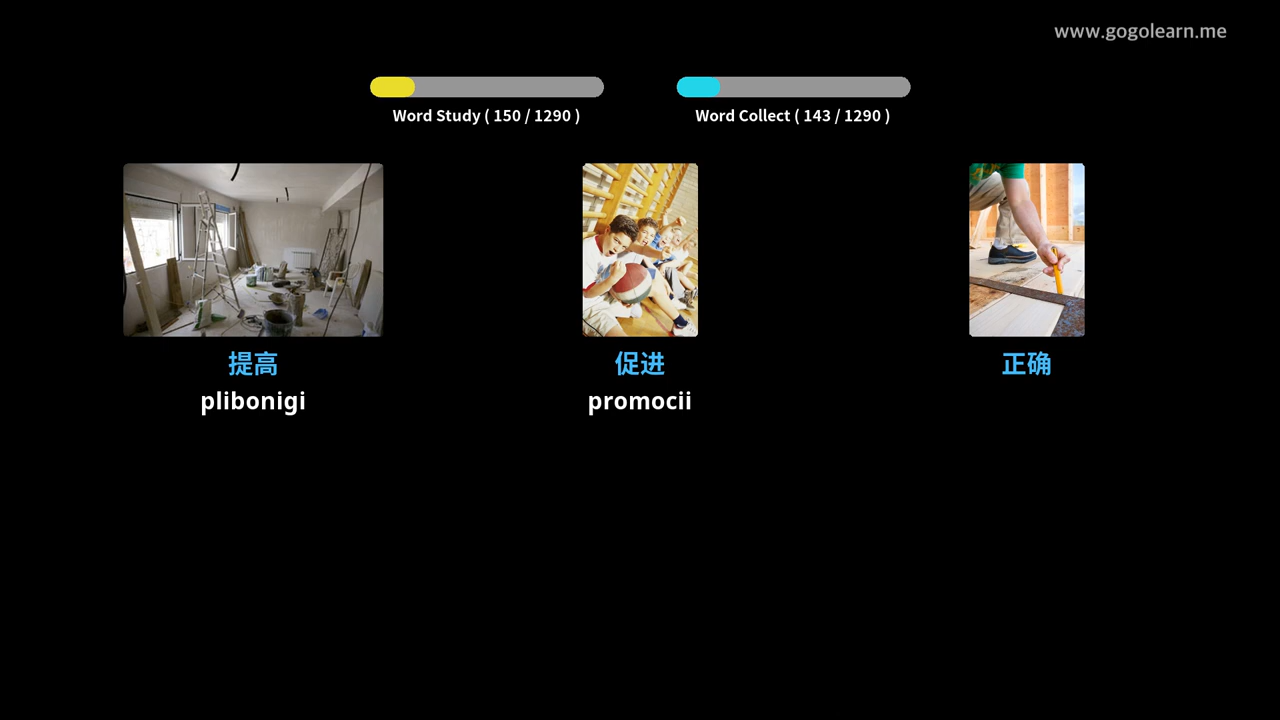 www.gogolearn.me
Word Study ( 150 / 1290 )
Word Collect ( 143 / 1290 )
提高
促进
正确
plibonigi
promocii